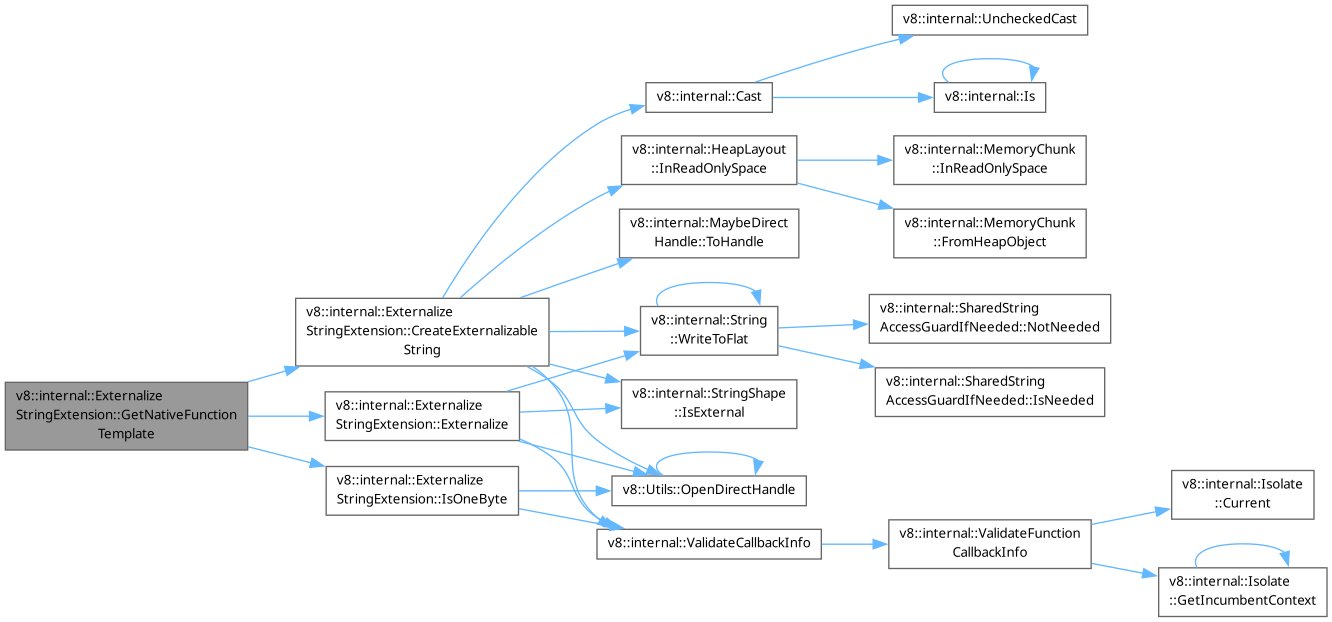 v8::internal::UncheckedCast
v8::internal::Cast
v8::internal::Is
v8::internal::HeapLayout
::InReadOnlySpace
v8::internal::MemoryChunk
::InReadOnlySpace
v8::internal::MemoryChunk
::FromHeapObject
v8::internal::MaybeDirect
Handle::ToHandle
v8::internal::Externalize
StringExtension::CreateExternalizable
String
v8::internal::String
::WriteToFlat
v8::internal::SharedString
AccessGuardIfNeeded::NotNeeded
v8::internal::SharedString
AccessGuardIfNeeded::IsNeeded
v8::internal::Externalize
StringExtension::GetNativeFunction
Template
v8::internal::Externalize
StringExtension::Externalize
v8::internal::StringShape
::IsExternal
v8::internal::Externalize
StringExtension::IsOneByte
v8::Utils::OpenDirectHandle
v8::internal::ValidateCallbackInfo
v8::internal::ValidateFunction
CallbackInfo
v8::internal::Isolate
::Current
v8::internal::Isolate
::GetIncumbentContext